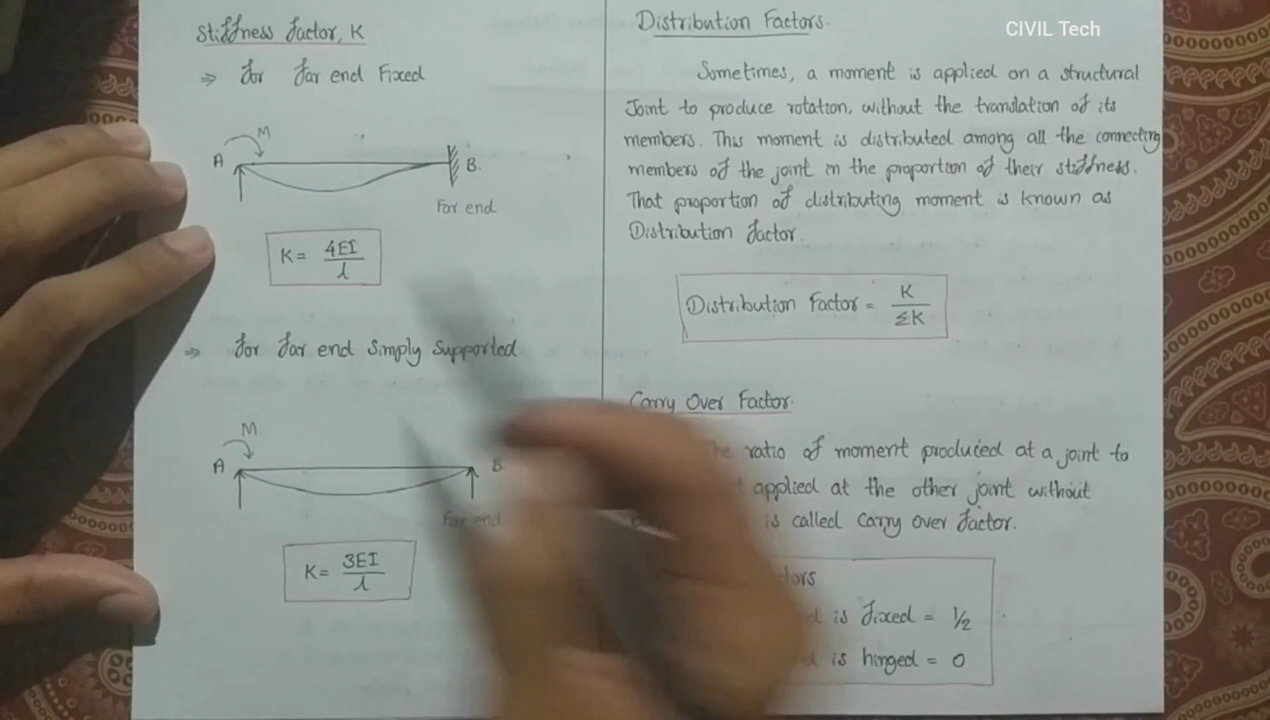 Stiffness factor, K
⇒ for far end Fixed
M
A
B.
Far end
K = 4EI/l
⇒ for far end Simply Supported
M
A
B
Far end
K = 3EI/l
CIVIL Tech
Distribution Factors.
Sometimes, a moment is applied on a structural
Joint to produce rotation, without the translation of its
members. This moment is distributed among all the connecting
members of the joint in the proportion of their stiffness.
That proportion of distributing moment is known as
Distribution factor.
Distribution Factor = K/ΣK
Carry Over Factor.
ratio of moment produced at a joint to
applied at the other joint without
is called Carry over factor.
is fixed = 1/2
is hinged = 0